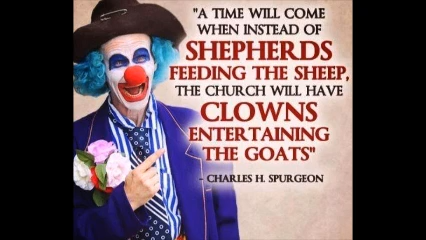 "A TIME WILL COME
WHEN INSTEAD OF
SHEPHERDS
FEEDING THE SHEEP,
THE CHURCH WILL HAVE
CLOWNS
ENTERTAINING
THE GOATS"
- CHARLES H. SPURGEON